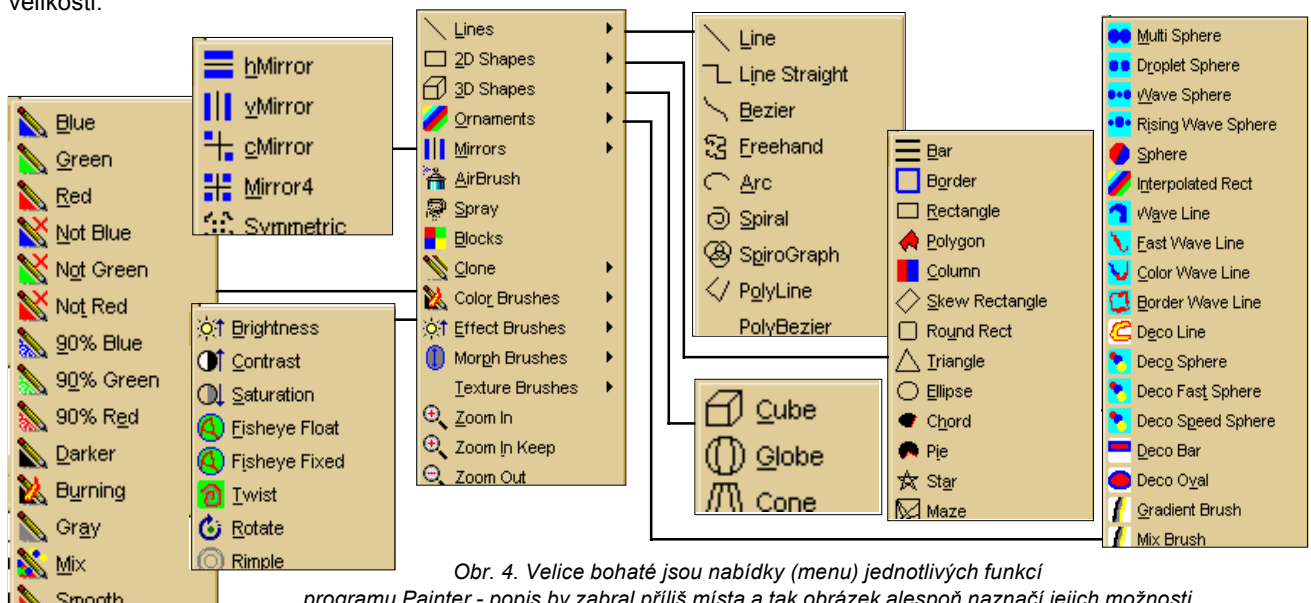 velikosti.
Blue
Green
Red
Not Blue
Not Green
Not Red
90% Blue
90% Green
90% Red
Darker
Burning
Gray
Mix
Smooth
hMirror
vMirror
cMirror
Mirror4
Symmetric
Brightness
Contrast
Saturation
Fisheye Float
Fisheye Fixed
Twist
Rotate
Rimple
Lines
2D Shapes
3D Shapes
Ornaments
Mirrors
AirBrush
Spray
Blocks
Clone
Color Brushes
Effect Brushes
Morph Brushes
Texture Brushes
Zoom In
Zoom In Keep
Zoom Out
Line
Line Straight
Bezier
Freehand
Arc
Spiral
SpiroGraph
PolyLine
PolyBezier
Cube
Globe
Cone
Bar
Border
Rectangle
Polygon
Column
Skew Rectangle
Round Rect
Triangle
Ellipse
Chord
Pie
Star
Maze
Multi Sphere
Droplet Sphere
Wave Sphere
Rising Wave Sphere
Sphere
Interpolated Rect
Wave Line
Fast Wave Line
Color Wave Line
Border Wave Line
Deco Line
Deco Sphere
Deco Fast Sphere
Deco Speed Sphere
Deco Bar
Deco Oval
Gradient Brush
Mix Brush
Obr. 4. Velice bohaté jsou nabídky (menu) jednotlivých funkcí
programu Painter - popis by zabral příliš místa a tak obrázek alespoň naznačí jejich možnosti